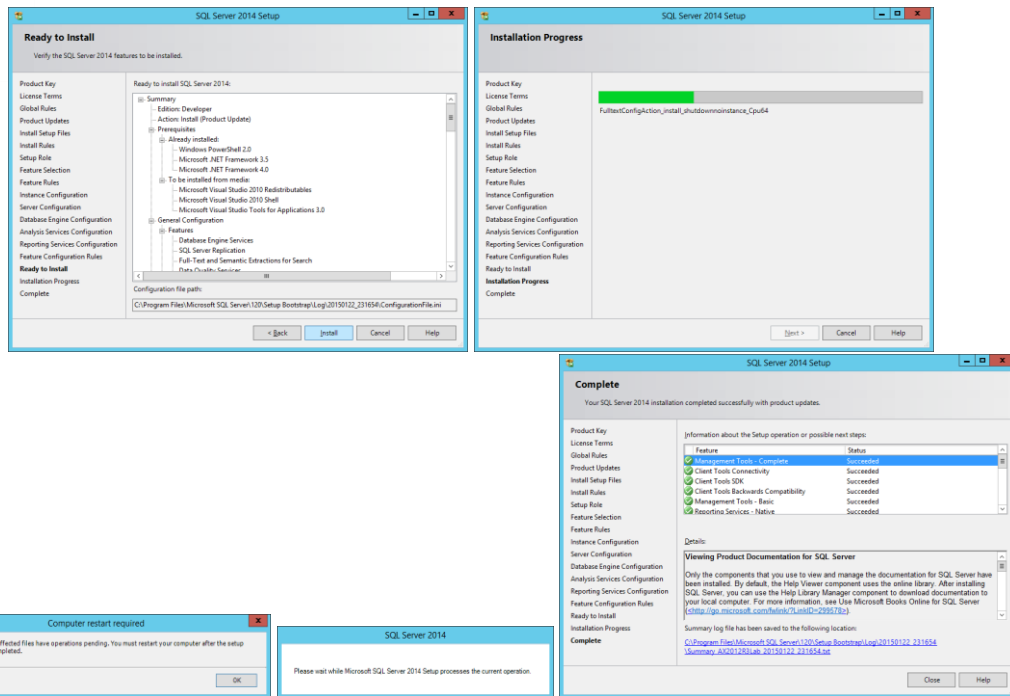 SQL Server 2014 Setup
Ready to Install
Verify the SQL Server 2014 features to be installed.
Product Key
License Terms
Global Rules
Product Updates
Install Setup Files
Install Rules
Setup Role
Feature Selection
Feature Rules
Instance Configuration
Server Configuration
Database Engine Configuration
Analysis Services Configuration
Reporting Services Configuration
Feature Configuration Rules
Ready to Install
Installation Progress
Complete
Ready to install SQL Server 2014:
Summary
Edition: Developer
Action: Install (Product Update)
Prerequisites
Already installed:
Windows PowerShell 2.0
Microsoft .NET Framework 3.5
Microsoft .NET Framework 4.0
To be installed from media:
Microsoft Visual Studio 2010 Redistributables
Microsoft Visual Studio 2010 Shell
Microsoft Visual Studio Tools for Applications 3.0
General Configuration
Features
Database Engine Services
SQL Server Replication
Full-Text and Semantic Extractions for Search
Data Quality Services
Configuration file path:
C:\Program Files\Microsoft SQL Server\120\Setup Bootstrap\Log\20150122_231654\ConfigurationFile.ini
< Back Install Cancel Help
SQL Server 2014 Setup
Installation Progress
Product Key
License Terms
Global Rules
Product Updates
Install Setup Files
Install Rules
Setup Role
Feature Selection
Feature Rules
Instance Configuration
Server Configuration
Database Engine Configuration
Analysis Services Configuration
Reporting Services Configuration
Feature Configuration Rules
Ready to Install
Installation Progress
Complete
FulltextConfigAction_install_shutdownnoinstance_Cpu64
Next > Cancel Help
Computer restart required
ffected files have operations pending. You must restart your computer after the setup
mpleted.
OK
SQL Server 2014
Please wait while Microsoft SQL Server 2014 Setup processes the current operation.
SQL Server 2014 Setup
Complete
Your SQL Server 2014 installation completed successfully with product updates.
Product Key
License Terms
Global Rules
Product Updates
Install Setup Files
Install Rules
Setup Role
Feature Selection
Feature Rules
Instance Configuration
Server Configuration
Database Engine Configuration
Analysis Services Configuration
Reporting Services Configuration
Feature Configuration Rules
Ready to Install
Installation Progress
Complete
Information about the Setup operation or possible next steps:
Feature Status
Management Tools - Complete Succeeded
Client Tools Connectivity Succeeded
Client Tools SDK Succeeded
Client Tools Backwards Compatibility Succeeded
Management Tools - Basic Succeeded
Reporting Services - Native Succeeded
Details:
Viewing Product Documentation for SQL Server
Only the components that you use to view and manage the documentation for SQL Server have
been installed. By default, the Help Viewer component uses the online library. After installing
SQL Server, you can use the Help Library Manager component to download documentation to
your local computer. For more information, see Use Microsoft Books Online for SQL Server
(<http://go.microsoft.com/fwlink/?LinkID=299578>).
Summary log file has been saved to the following location:
C:\Program Files\Microsoft SQL Server\120\Setup Bootstrap\Log\20150122_231654
\Summary_AX2012R3Lab_20150122_231654.txt
Close Help